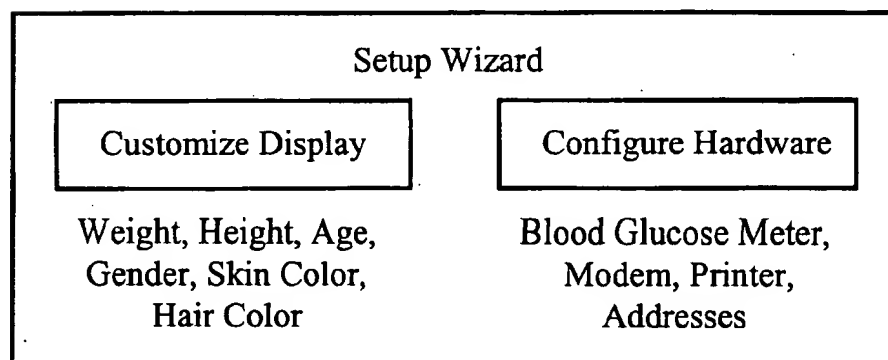 Setup Wizard
Customize Display
Weight, Height, Age,
Gender, Skin Color,
Hair Color
Configure Hardware
Blood Glucose Meter,
Modem, Printer,
Addresses